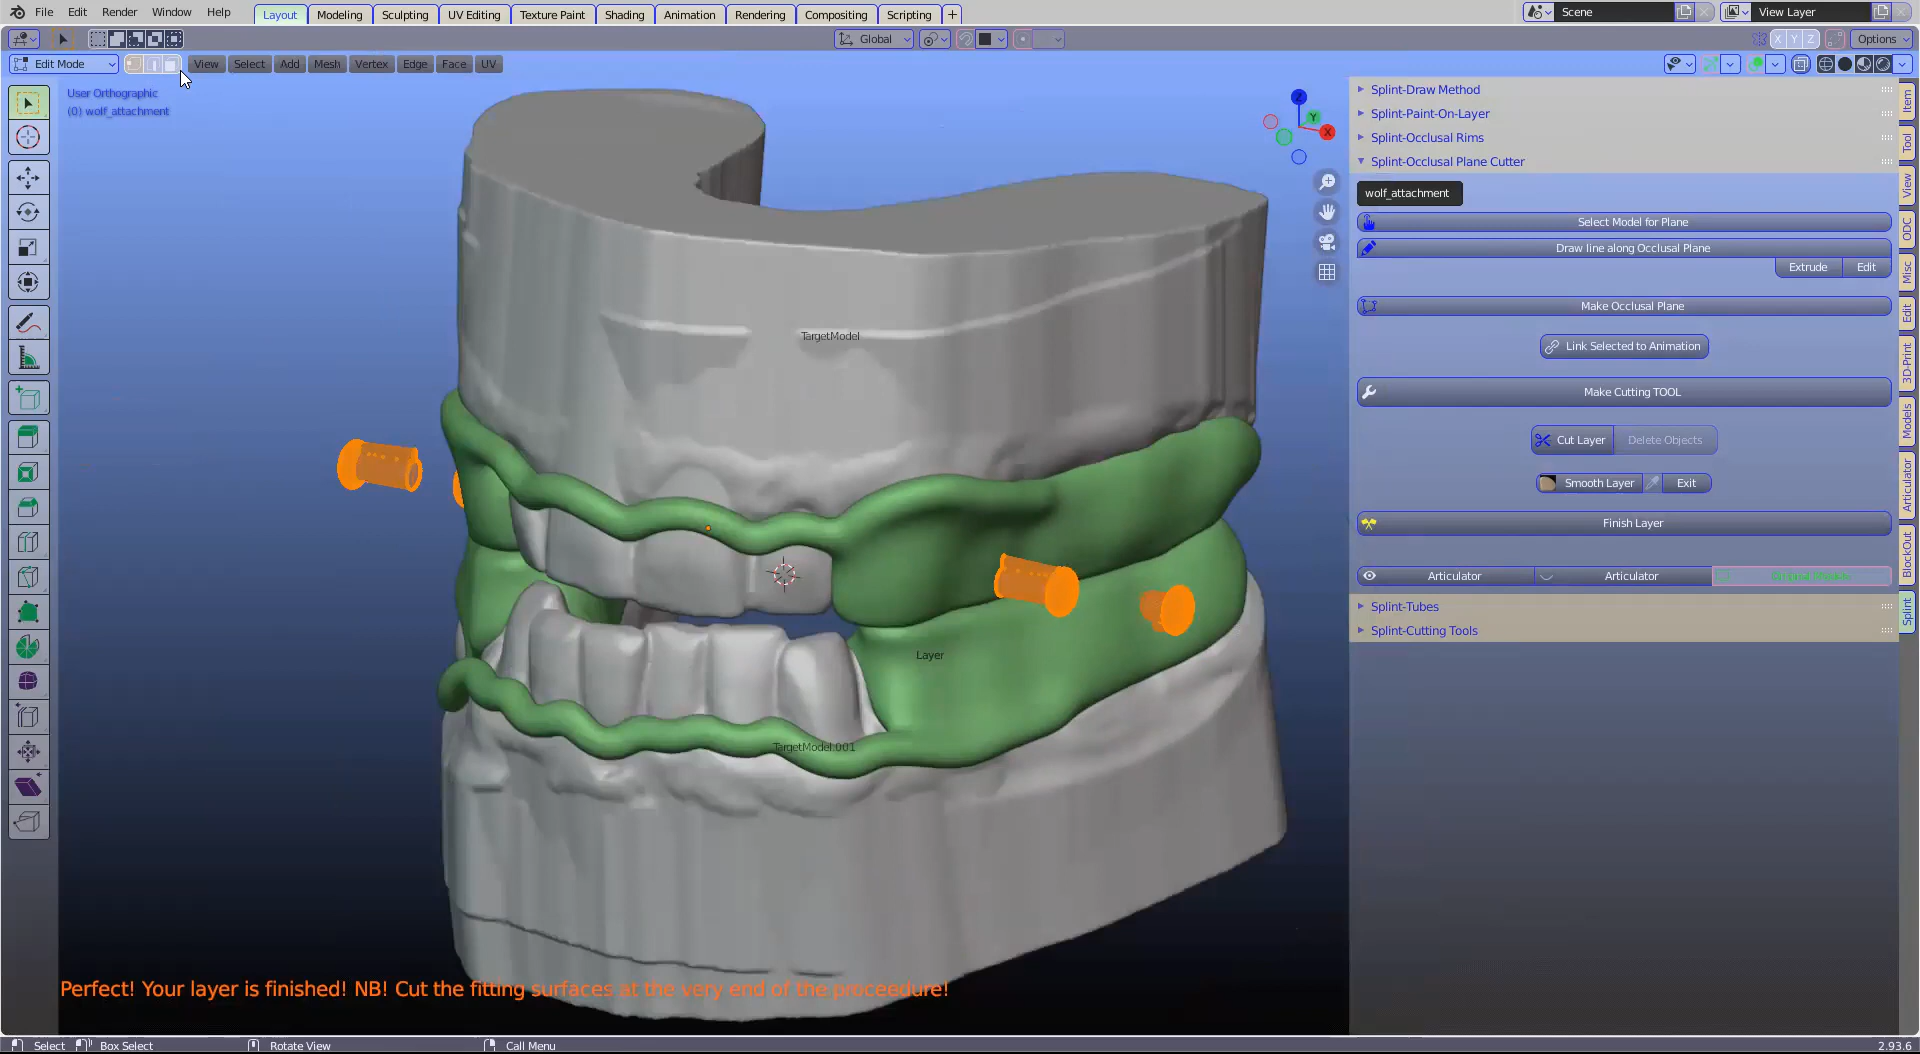 File Edit Render Window Help Layout Modeling Sculpting UV Editing Texture Paint Shading Animation Rendering Compositing Scripting + Scene View Layer
Global X Y Z Options
Edit Mode View Select Add Mesh Vertex Edge Face UV
User Orthographic
(0) wolf_attachment
Z
Y
X
TargetModel
Layer
TargetModel.001
Perfect! Your layer is finished! NB! Cut the fitting surfaces at the very end of the proceedure!
Splint-Draw Method
Splint-Paint-On-Layer
Splint-Occlusal Rims
Splint-Occlusal Plane Cutter
wolf_attachment
Select Model for Plane
Draw line along Occlusal Plane
Extrude Edit
Make Occlusal Plane
Link Selected to Animation
Make Cutting TOOL
Cut Layer Delete Objects
Smooth Layer Exit
Finish Layer
Articulator Articulator
Splint-Tubes
Splint-Cutting Tools
Item
Tool
View
ODC
Misc
Edit
3D-Print
Models
Articulator
BlockOut
Splint
Select Box Select Rotate View Call Menu 2.93.6